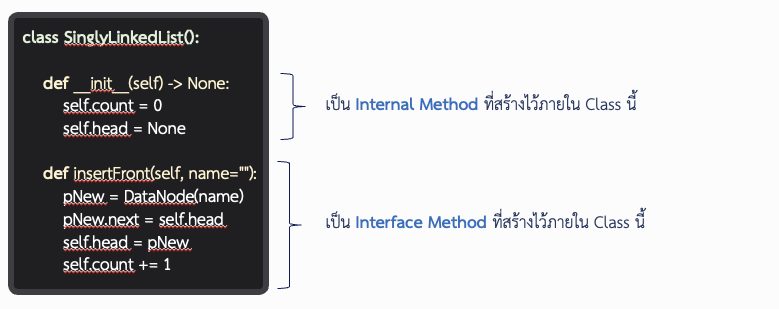 class SinglyLinkedList():
def __init__(self) -> None:
self.count = 0
self.head = None
เป็น Internal Method ที่สร้างไว้ภายใน Class นี้
def insertFront(self, name=""):
pNew = DataNode(name)
pNew.next = self.head
self.head = pNew
self.count += 1
เป็น Interface Method ที่สร้างไว้ภายใน Class นี้